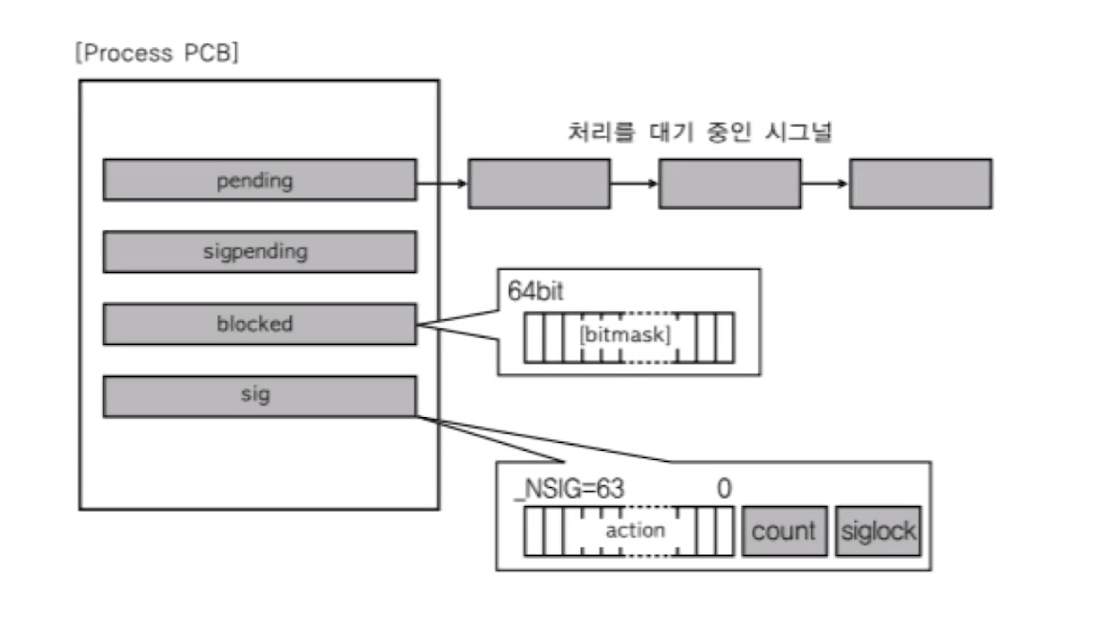 [Process PCB]
처리를 대기 중인 시그널
pending
sigpending
64bit
blocked
[bitmask]
sig
_NSIG=63 0
action count siglock